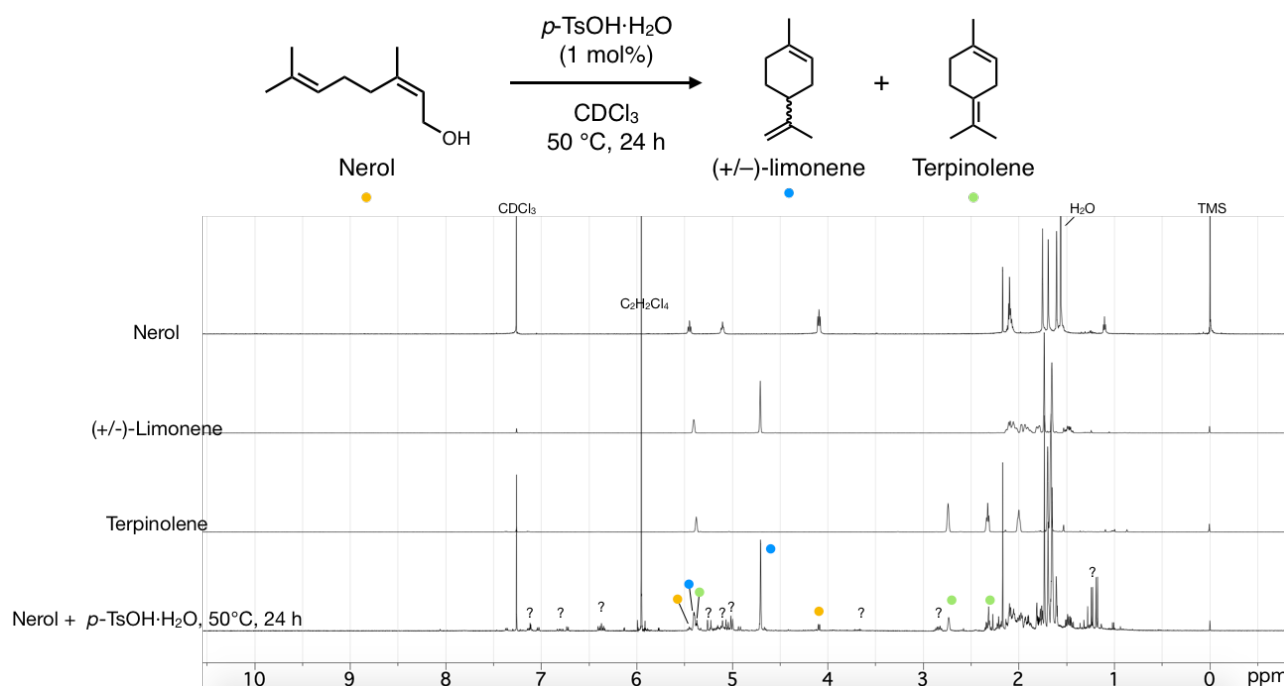 p-TsOH·H₂O
(1 mol%)
CDCl₃
50 °C, 24 h
OH
+
Nerol
(+/–)-limonene
Terpinolene
CDCl₃
H₂O
TMS
C₂H₂Cl₄
Nerol
(+/-)-Limonene
Terpinolene
Nerol + p-TsOH·H₂O, 50°C, 24 h
? ? ? ? ? ? ? ? ?
10 9 8 7 6 5 4 3 2 1 0 ppm